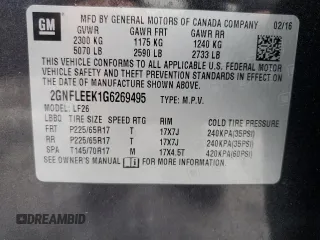 GM
MFD BY GENERAL MOTORS OF CANADA COMPANY 02/16
GVWR GAWR FRT GAWR RR
2300 KG 1175 KG 1240 KG
5070 LB 2590 LB 2733 LB
THIS VEHICLE CONFORMS TO ALL APPLICABLE U.S. FEDERAL MOTOR VEHICLE SAFETY, BUMPER, AND THEFT PREVENTION STANDARDS IN EFFECT ON THE DATE OF MANUFACTURE SHOWN ABOVE.
2GNFLEEK1G6269495 TYPE: M.P.V.
MODEL: LF26
LBBD TIRE SIZE SPEED RTG RIM COLD TIRE PRESSURE
FRT P225/65R17 T 17X7J 240KPA(35PSI)
RR P225/65R17 T 17X7J 240KPA(35PSI)
SPA T145/70R17 M 17X4.5T 420KPA(60PSI)
SEE OWNER'S MANUAL FOR ADDITIONAL INFORMATION
DREAMBID